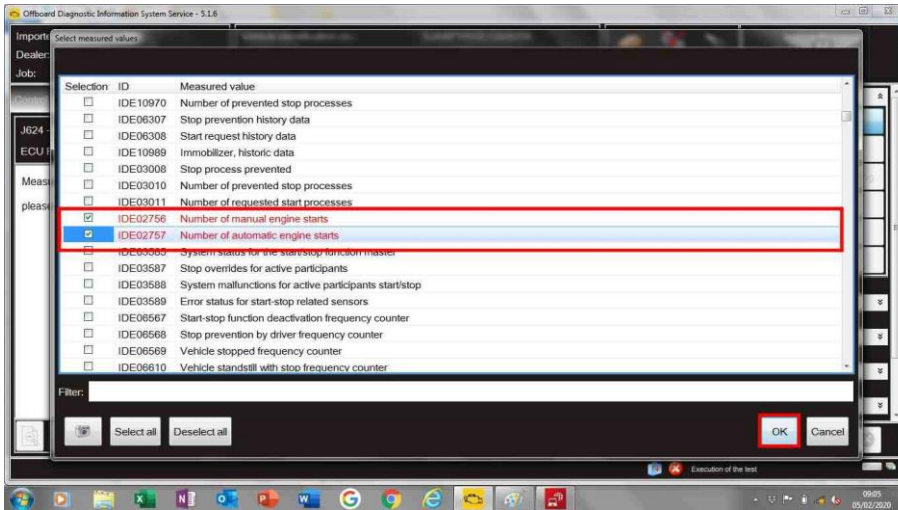 Offboard Diagnostic Information System Service - 5.1.6
Importe
Select measured values
Dealer:
Job:
Selection ID Measured value
IDE10970 Number of prevented stop processes
IDE06307 Stop prevention history data
J624 -
IDE06308 Start request history data
ECU I
IDE10989 Immobilizer, historic data
IDE03008 Stop process prevented
Meas
IDE03010 Number of prevented stop processes
IDE03011 Number of requested start processes
please
IDE02756 Number of manual engine starts
IDE02757 Number of automatic engine starts
IDE03585 System status for the start/stop function master
IDE03587 Stop overrides for active participants
IDE03588 System malfunctions for active participants start/stop
IDE03589 Error status for start-stop related sensors
IDE06567 Start-stop function deactivation frequency counter
IDE06568 Stop prevention by driver frequency counter
IDE06569 Vehicle stopped frequency counter
IDE06610 Vehicle standstill with stop frequency counter
Filter:
Select all Deselect all OK Cancel
Execution of the test
09:05
05/02/2020